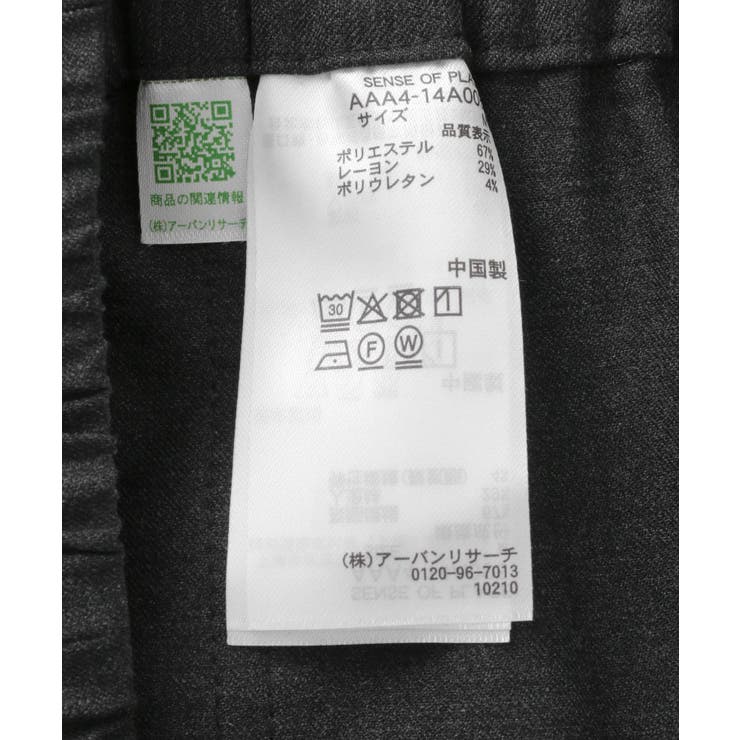 SENSE OF PLA
AAA4-14A00
サイズ
品質表示
ポリエステル 67%
レーヨン 29%
ポリウレタン 4%
中国製
30
F
W
(株)アーバンリサーチ
0120-96-7013
10210
商品の関連情報
(株)アーバンリサーチ